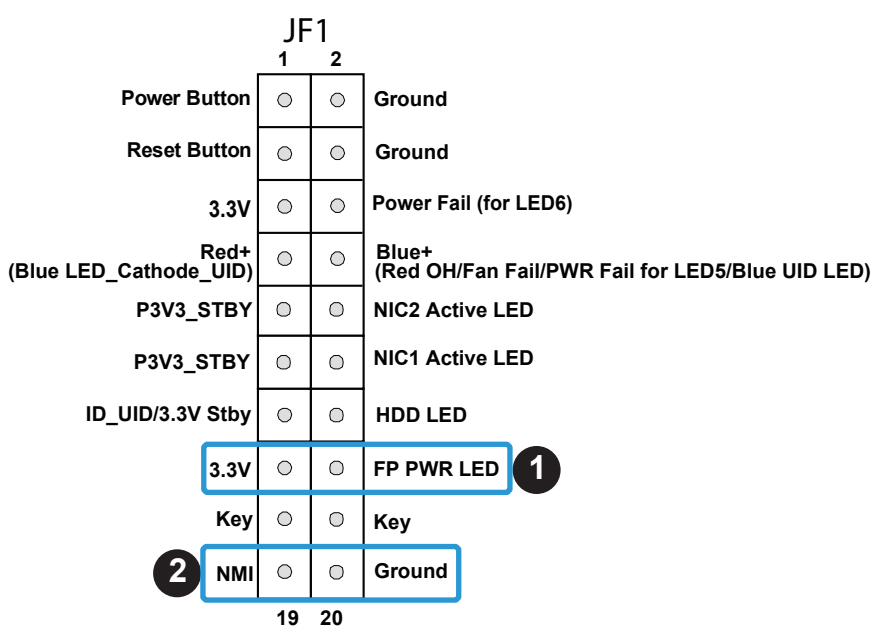 JF1
1 2
Power Button Ground
Reset Button Ground
3.3V Power Fail (for LED6)
Red+ Blue+
(Blue LED_Cathode_UID) (Red OH/Fan Fail/PWR Fail for LED5/Blue UID LED)
P3V3_STBY NIC2 Active LED
P3V3_STBY NIC1 Active LED
ID_UID/3.3V Stby HDD LED
3.3V FP PWR LED 1
Key Key
2 NMI Ground
19 20